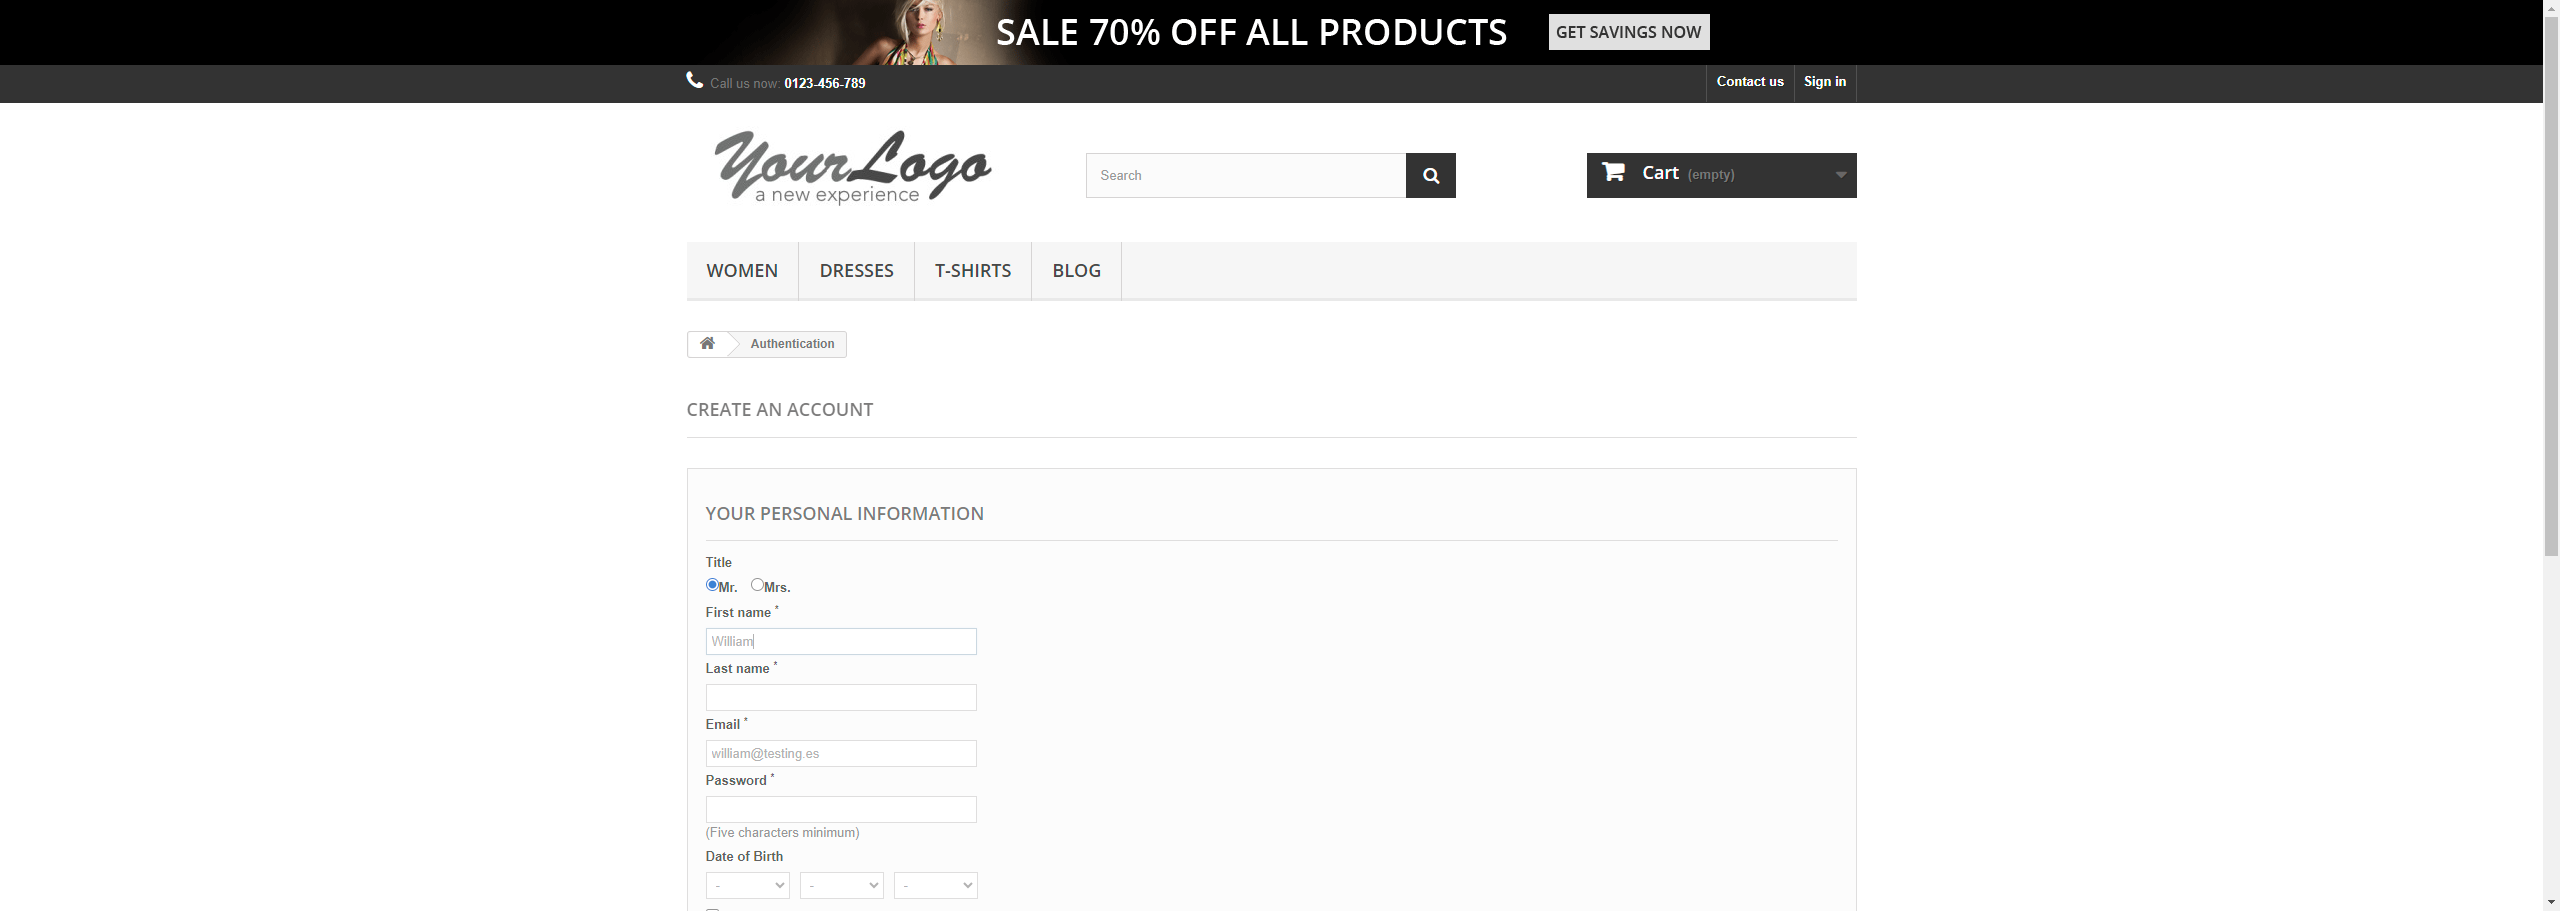 SALE 70% OFF ALL PRODUCTS GET SAVINGS NOW
Call us now: 0123-456-789 Contact us Sign in
Your Logo
a new experience
Search
Cart (empty)
WOMEN DRESSES T-SHIRTS BLOG
Authentication
CREATE AN ACCOUNT
YOUR PERSONAL INFORMATION
Title
Mr. Mrs.
First name *
William
Last name *
Email *
william@testing.es
Password *
(Five characters minimum)
Date of Birth
- - -